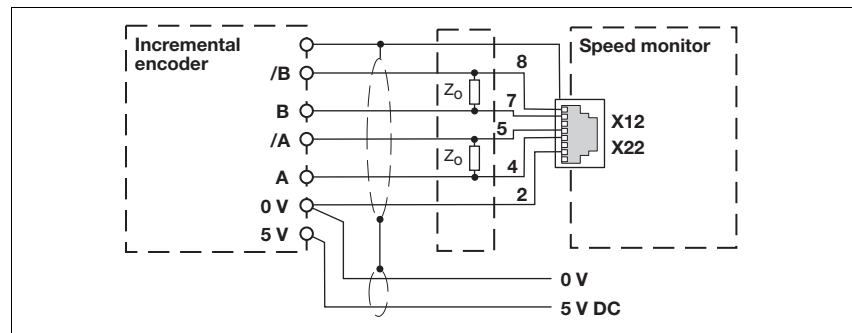 Incremental
encoder
Speed monitor
/B
8
Z₀
B
7
X12
/A
5
X22
Z₀
A
4
0 V
2
5 V
0 V
5 V DC